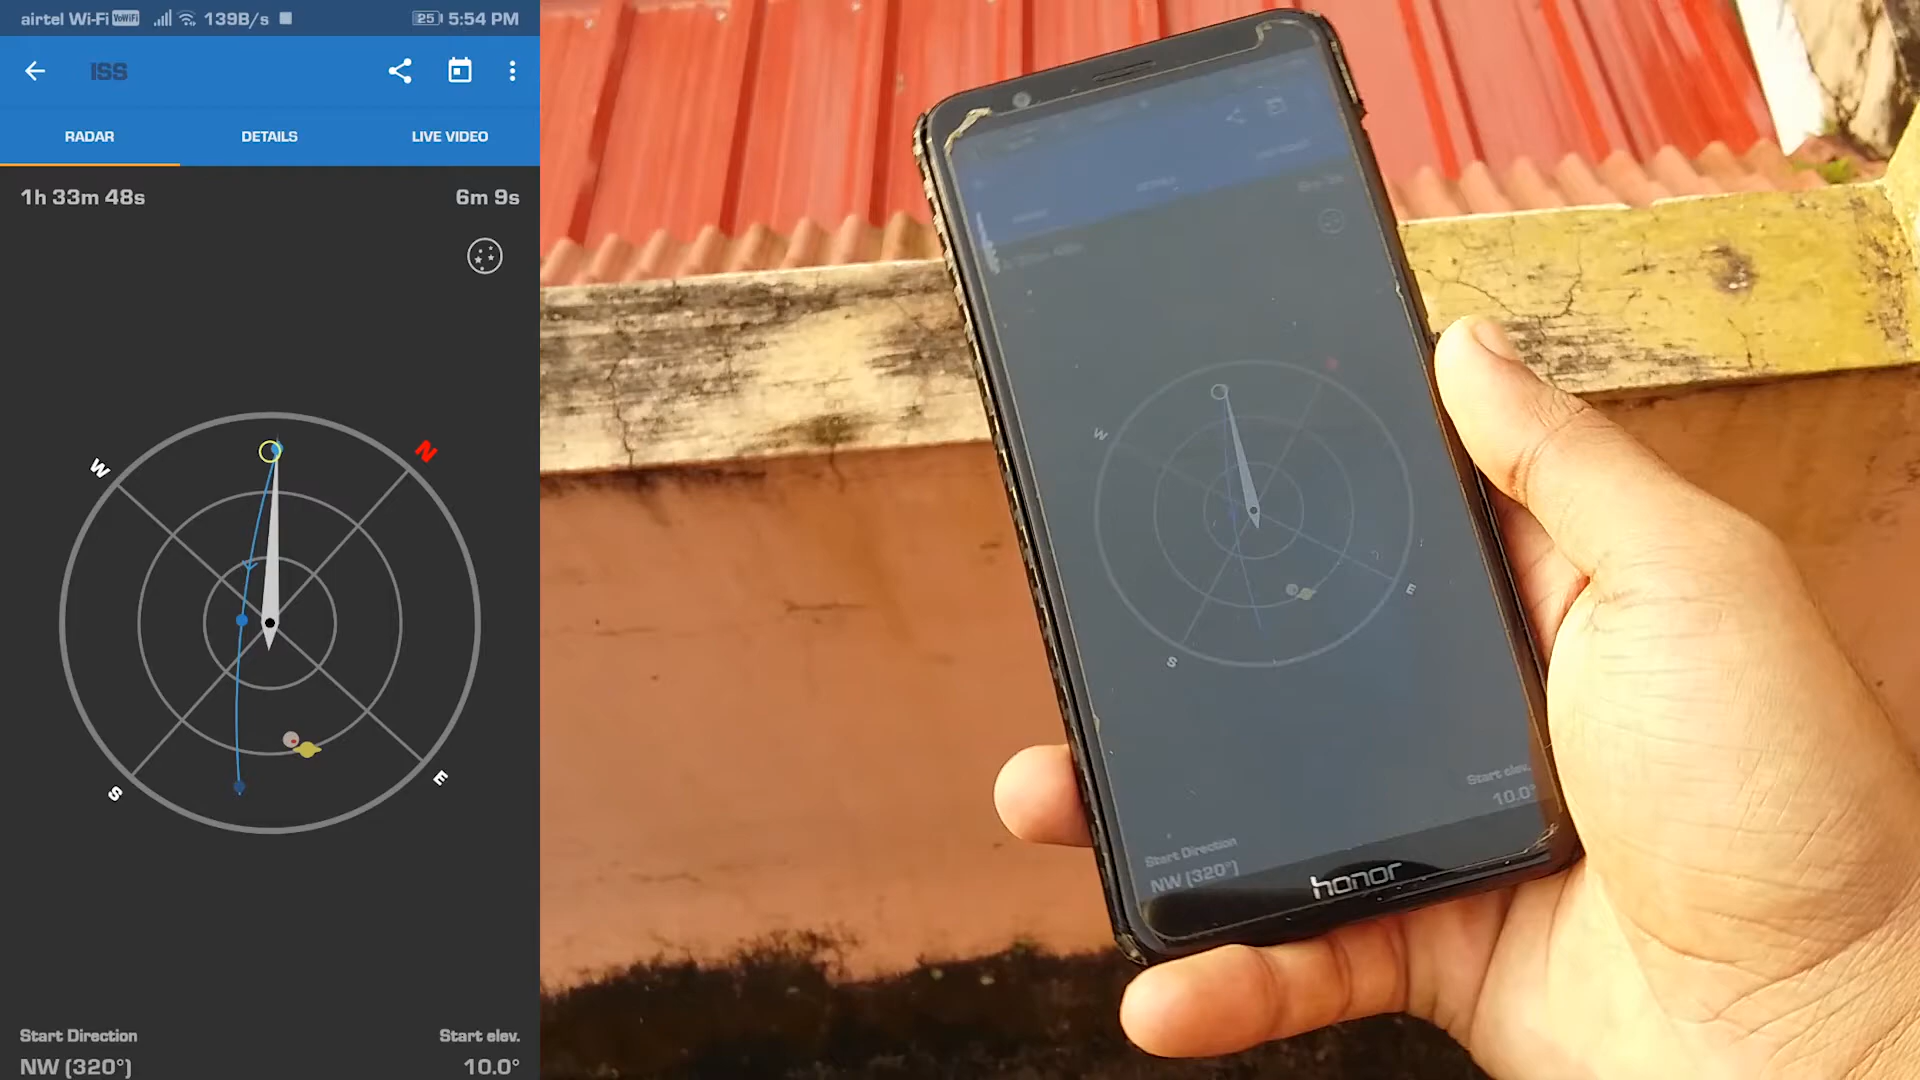 airtel Wi-Fi VoWiFi 139B/s 25 5:54 PM
ISS
RADAR DETAILS LIVE VIDEO
1h 33m 48s 6m 9s
W N
S E
Start Direction Start elev.
NW (320°) 10.0°
W
E
S
Start elev.
10.0°
Start Direction
NW (320°)
honor